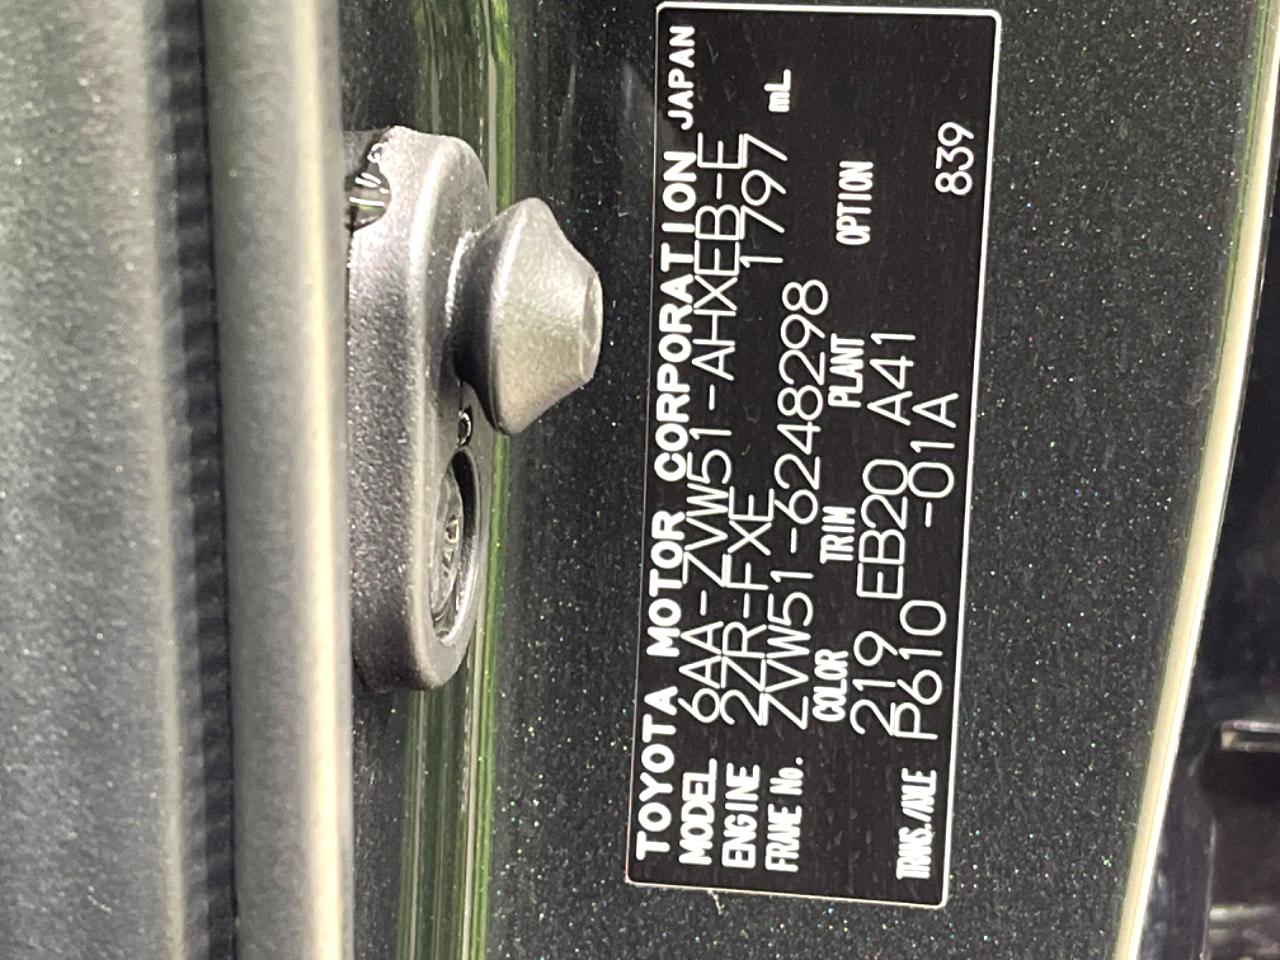 TOYOTA MOTOR CORPORATION JAPAN
MODEL 6AA-ZVW51-AHXEB-E
ENGINE 2ZR-FXE 1797 mL
FRAME No. ZVW51-6248298
COLOR TRIM PLANT OPTION
219 EB20 A41
TRANS./AXLE P610 -01A 839